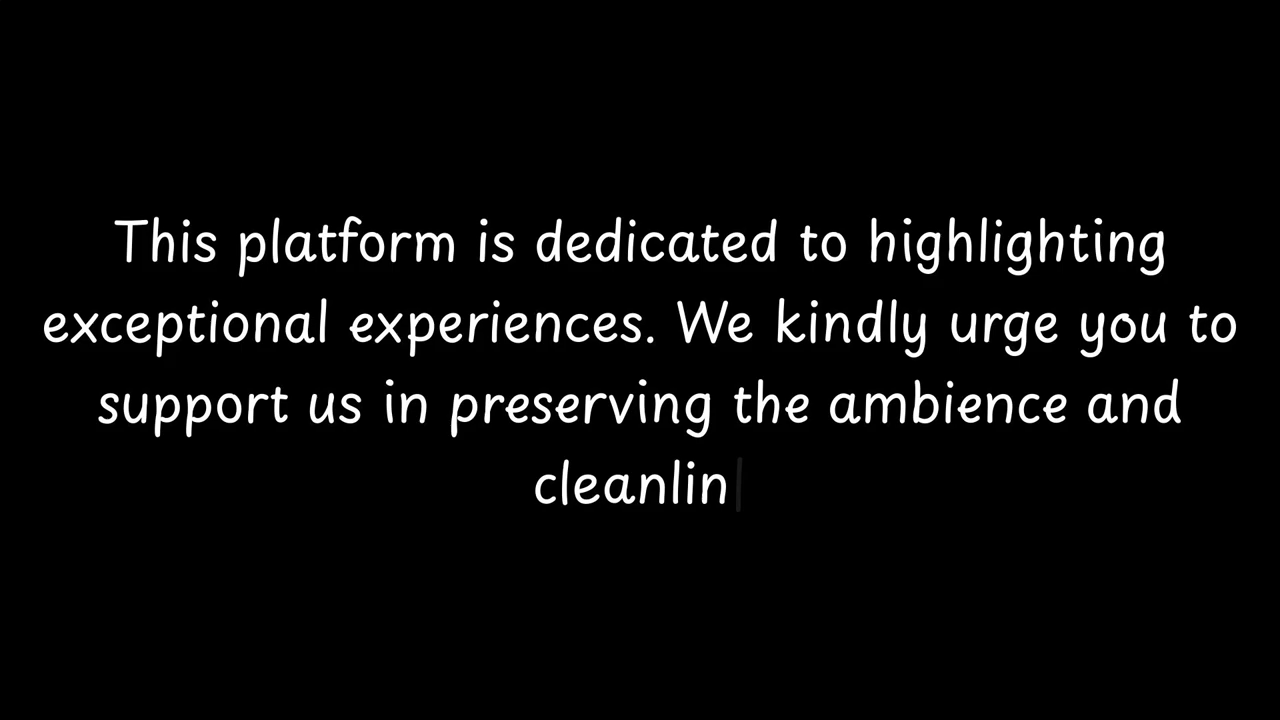 This platform is dedicated to highlighting
exceptional experiences. We kindly urge you to
support us in preserving the ambience and
cleanlin